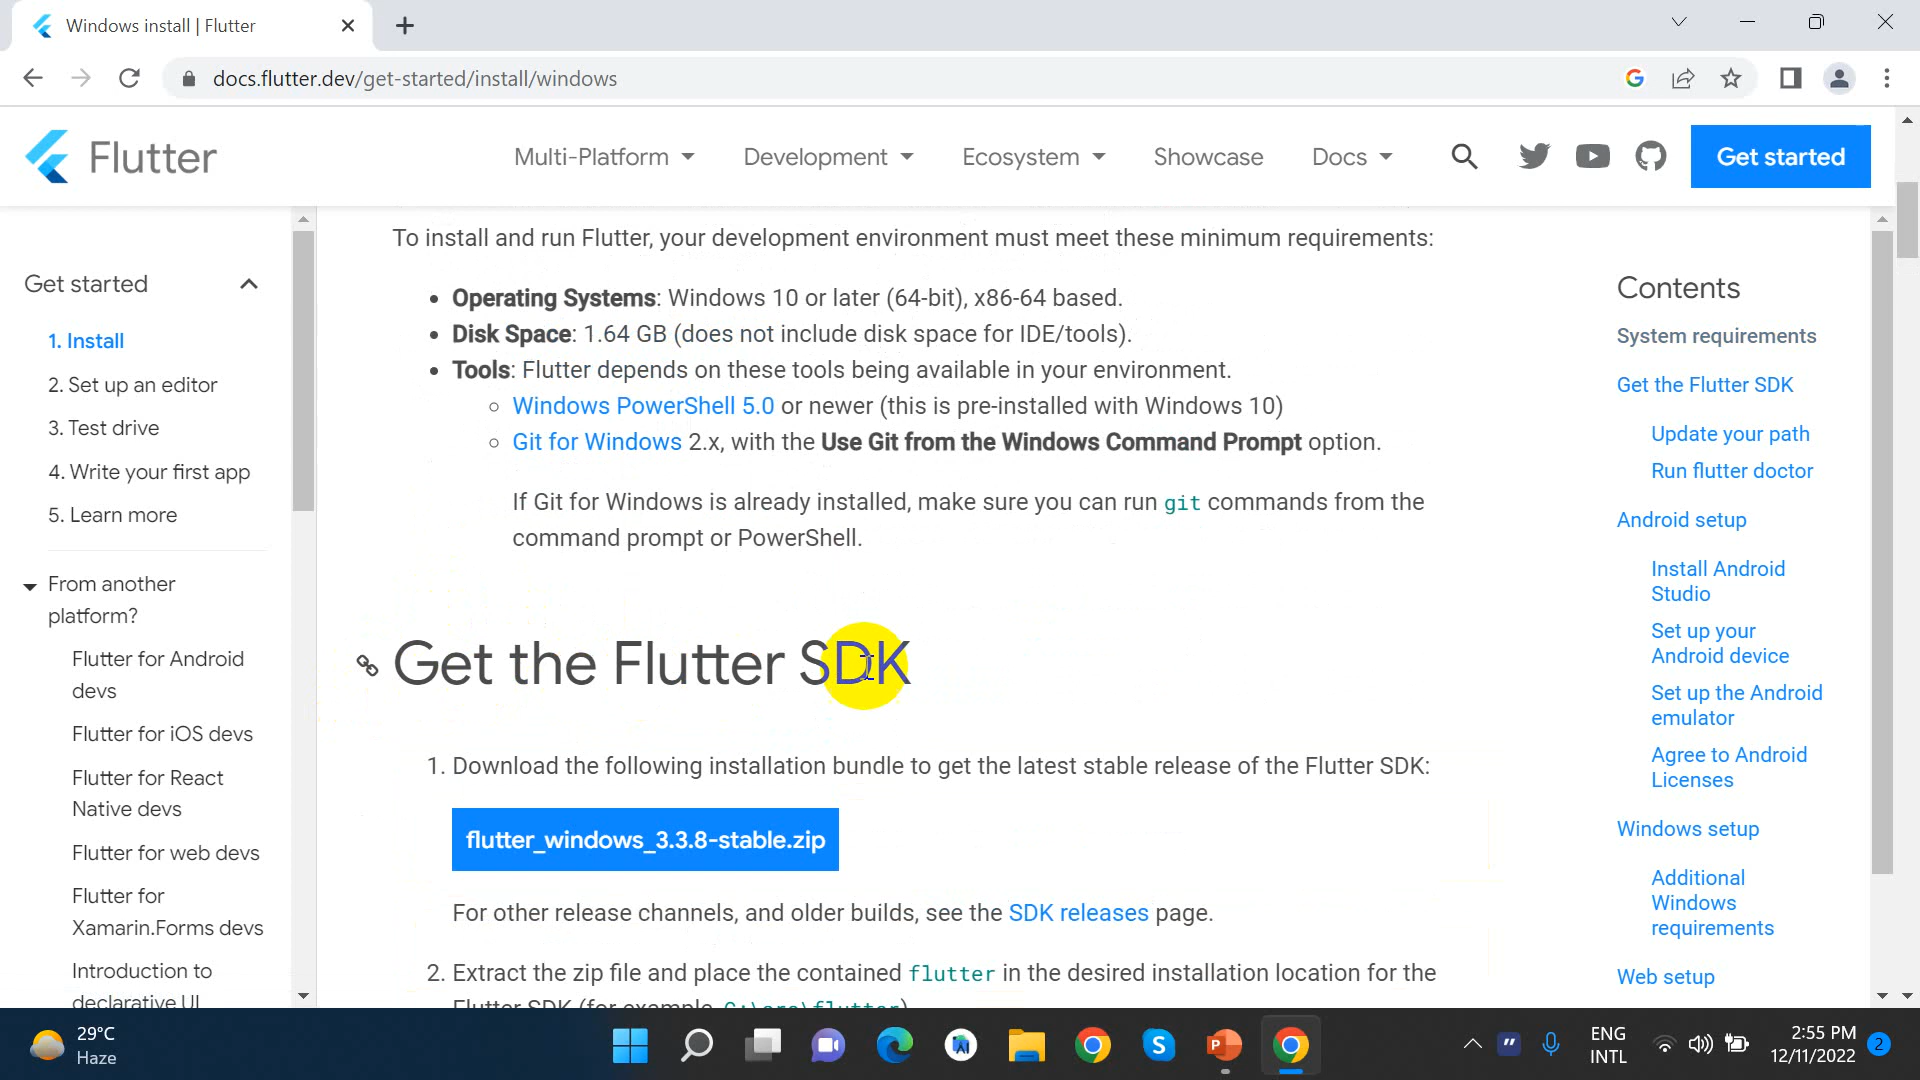 Windows install | Flutter
docs.flutter.dev/get-started/install/windows
Flutter
Multi-Platform
Development
Ecosystem
Showcase
Docs
Get started
Get started
1. Install
2. Set up an editor
3. Test drive
4. Write your first app
5. Learn more
From another
platform?
Flutter for Android
devs
Flutter for iOS devs
Flutter for React
Native devs
Flutter for web devs
Flutter for
Xamarin.Forms devs
Introduction to
declarative UI
To install and run Flutter, your development environment must meet these minimum requirements:
Operating Systems: Windows 10 or later (64-bit), x86-64 based.
Disk Space: 1.64 GB (does not include disk space for IDE/tools).
Tools: Flutter depends on these tools being available in your environment.
Windows PowerShell 5.0 or newer (this is pre-installed with Windows 10)
Git for Windows 2.x, with the Use Git from the Windows Command Prompt option.
If Git for Windows is already installed, make sure you can run git commands from the
command prompt or PowerShell.
Get the Flutter SDK
1. Download the following installation bundle to get the latest stable release of the Flutter SDK:
flutter_windows_3.3.8-stable.zip
For other release channels, and older builds, see the SDK releases page.
2. Extract the zip file and place the contained flutter in the desired installation location for the
Flutter SDK (for example, C:\src\flutter)
Contents
System requirements
Get the Flutter SDK
Update your path
Run flutter doctor
Android setup
Install Android
Studio
Set up your
Android device
Set up the Android
emulator
Agree to Android
Licenses
Windows setup
Additional
Windows
requirements
Web setup
29°C
Haze
ENG
INTL
2:55 PM
12/11/2022
2